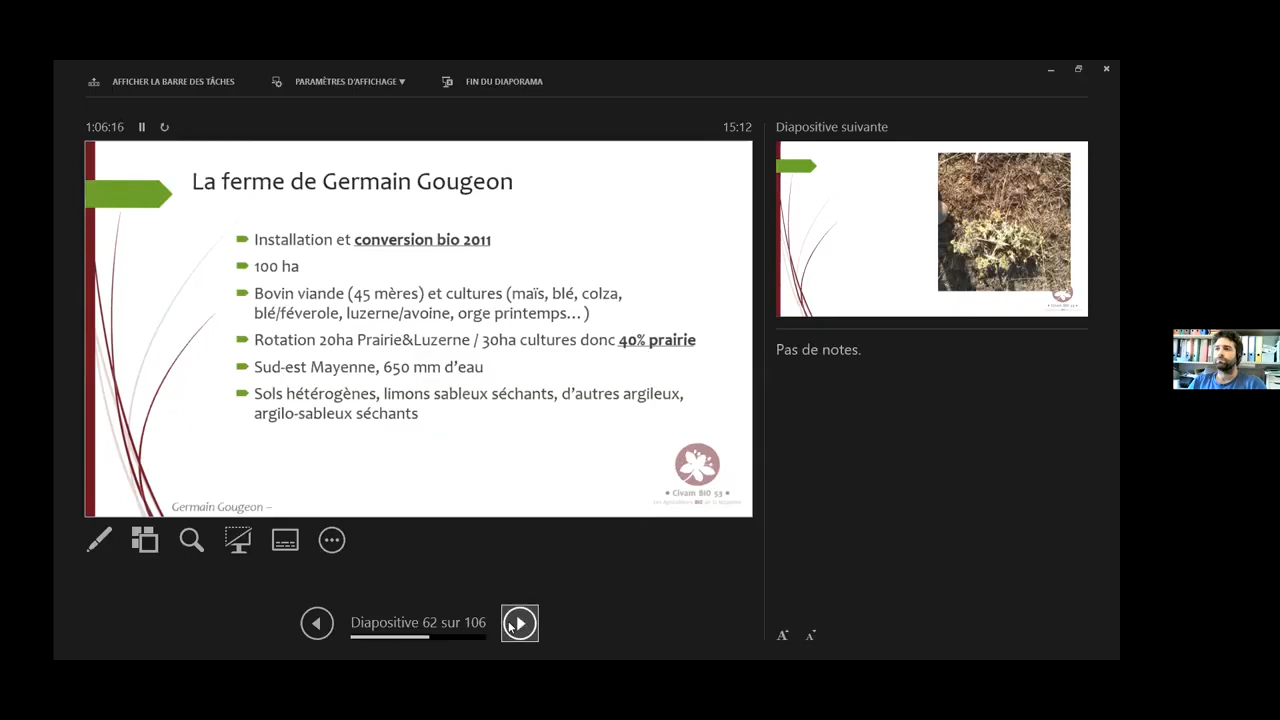 AFFICHER LA BARRE DES TÂCHES
PARAMÈTRES D'AFFICHAGE ▼
FIN DU DIAPORAMA
1:06:16
15:12
Diapositive suivante
La ferme de Germain Gougeon
Installation et conversion bio 2011
100 ha
Bovin viande (45 mères) et cultures (maïs, blé, colza,
blé/féverole, luzerne/avoine, orge printemps…)
Rotation 20ha Prairie&Luzerne / 30ha cultures donc 40% prairie
Sud-est Mayenne, 650 mm d'eau
Sols hétérogènes, limons sableux séchants, d'autres argileux,
argilo-sableux séchants
• Civam BIO 53 •
Germain Gougeon –
Pas de notes.
Diapositive 62 sur 106
A A